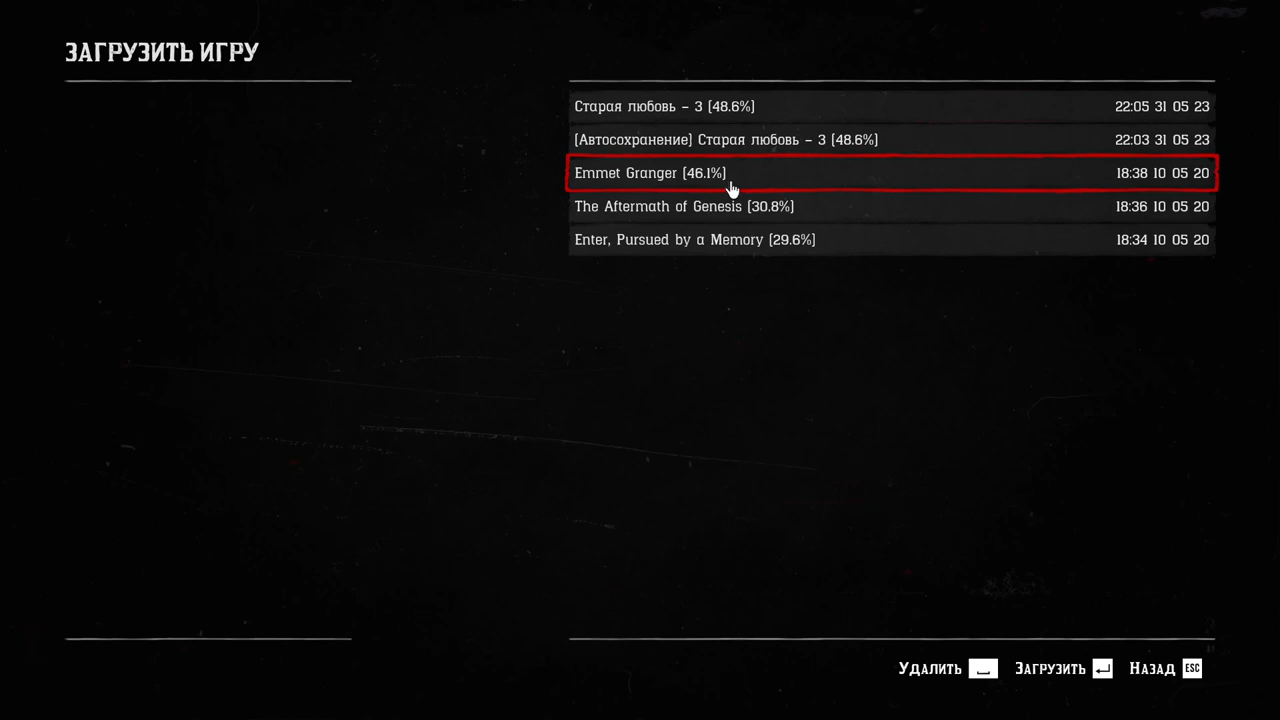 ЗАГРУЗИТЬ ИГРУ
Старая любовь – 3 (48.6%) 22:05 31 05 23
(Автосохранение) Старая любовь – 3 (48.6%) 22:03 31 05 23
Emmet Granger (46.1%) 18:38 10 05 20
The Aftermath of Genesis (30.8%) 18:36 10 05 20
Enter, Pursued by a Memory (29.6%) 18:34 10 05 20
Удалить Загрузить Назад ESC